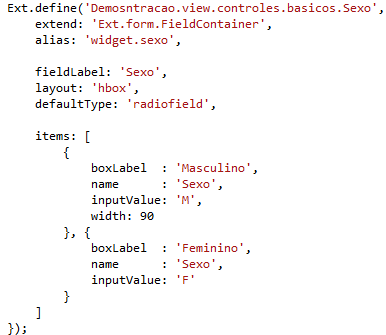 Ext.define('Demosntracao.view.controles.basicos.Sexo',
    extend: 'Ext.form.FieldContainer',
    alias: 'widget.sexo',

    fieldLabel: 'Sexo',
    layout: 'hbox',
    defaultType: 'radiofield',

    items: [
        {
            boxLabel  : 'Masculino',
            name      : 'Sexo',
            inputValue: 'M',
            width: 90
        }, {
            boxLabel  : 'Feminino',
            name      : 'Sexo',
            inputValue: 'F'
        }
    ]
});